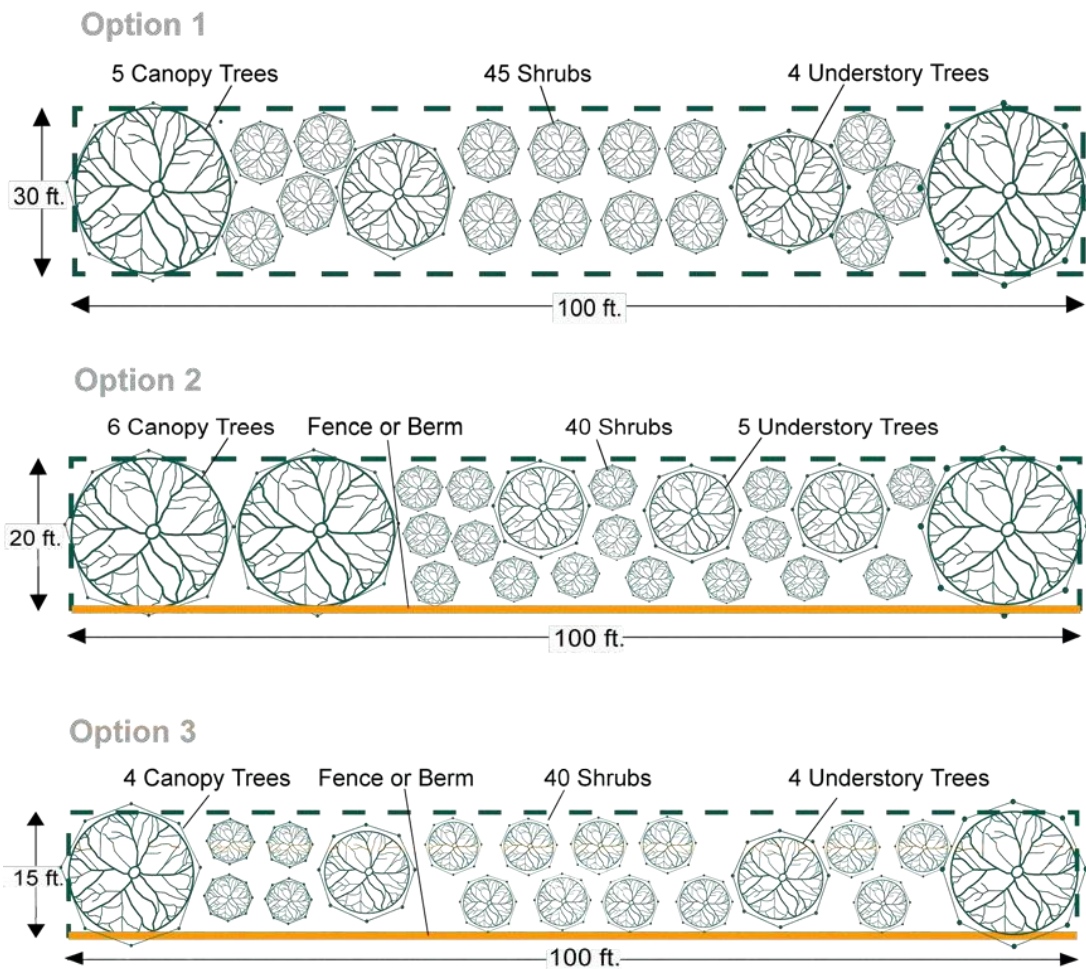 Option 1
5 Canopy Trees
45 Shrubs
4 Understory Trees
30 ft.
100 ft.
Option 2
6 Canopy Trees
Fence or Berm
40 Shrubs
5 Understory Trees
20 ft.
100 ft.
Option 3
4 Canopy Trees
Fence or Berm
40 Shrubs
4 Understory Trees
15 ft.
100 ft.